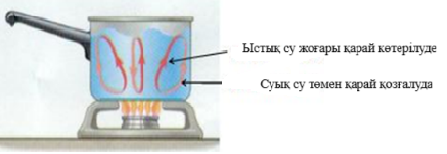 Ыстық су жоғары қарай көтерілуде
Суық су төмен қарай қозғалуда